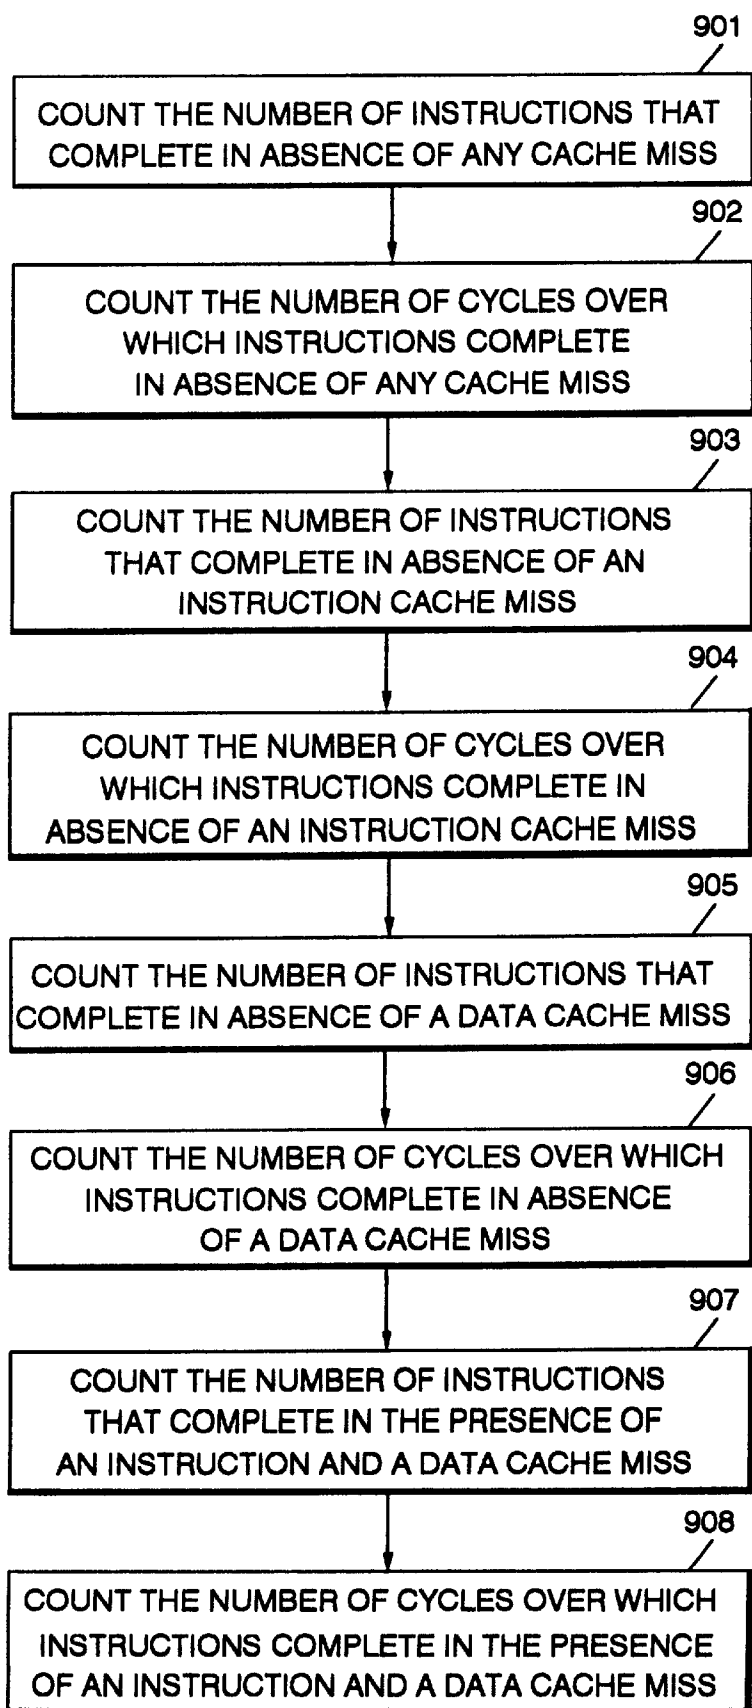 901
COUNT THE NUMBER OF INSTRUCTIONS THAT
COMPLETE IN ABSENCE OF ANY CACHE MISS
902
COUNT THE NUMBER OF CYCLES OVER
WHICH INSTRUCTIONS COMPLETE
IN ABSENCE OF ANY CACHE MISS
903
COUNT THE NUMBER OF INSTRUCTIONS
THAT COMPLETE IN ABSENCE OF AN
INSTRUCTION CACHE MISS
904
COUNT THE NUMBER OF CYCLES OVER
WHICH INSTRUCTIONS COMPLETE IN
ABSENCE OF AN INSTRUCTION CACHE MISS
905
COUNT THE NUMBER OF INSTRUCTIONS THAT
COMPLETE IN ABSENCE OF A DATA CACHE MISS
906
COUNT THE NUMBER OF CYCLES OVER WHICH
INSTRUCTIONS COMPLETE IN ABSENCE
OF A DATA CACHE MISS
907
COUNT THE NUMBER OF INSTRUCTIONS
THAT COMPLETE IN THE PRESENCE OF
AN INSTRUCTION AND A DATA CACHE MISS
908
COUNT THE NUMBER OF CYCLES OVER WHICH
INSTRUCTIONS COMPLETE IN THE PRESENCE
OF AN INSTRUCTION AND A DATA CACHE MISS